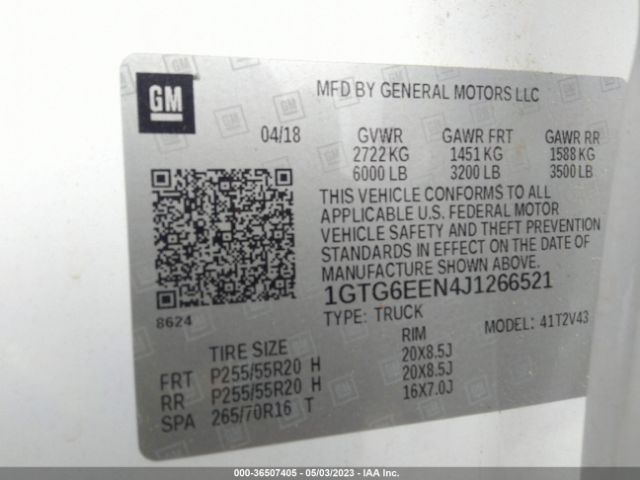 GM
MFD BY GENERAL MOTORS LLC
04/18 GVWR GAWR FRT GAWR RR
2722 KG 1451 KG 1588 KG
6000 LB 3200 LB 3500 LB
THIS VEHICLE CONFORMS TO ALL
APPLICABLE U.S. FEDERAL MOTOR
VEHICLE SAFETY AND THEFT PREVENTION
STANDARDS IN EFFECT ON THE DATE OF
MANUFACTURE SHOWN ABOVE.
1GTG6EEN4J1266521
8624
TYPE: TRUCK MODEL: 41T2V43
TIRE SIZE RIM
FRT P255/55R20 H 20X8.5J
RR P255/55R20 H 20X8.5J
SPA 265/70R16 T 16X7.0J
000-36507405 - 05/03/2023 - IAA Inc.